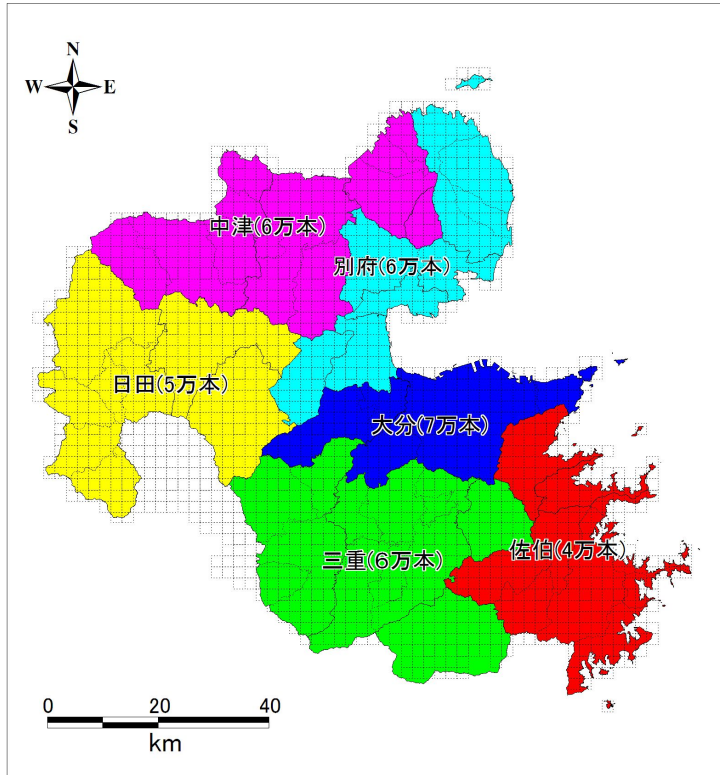 N
W E
S
中津(6万本)
別府(6万本)
日田(5万本)
大分(7万本)
佐伯(4万本)
三重(６万本)
0 20 40
km